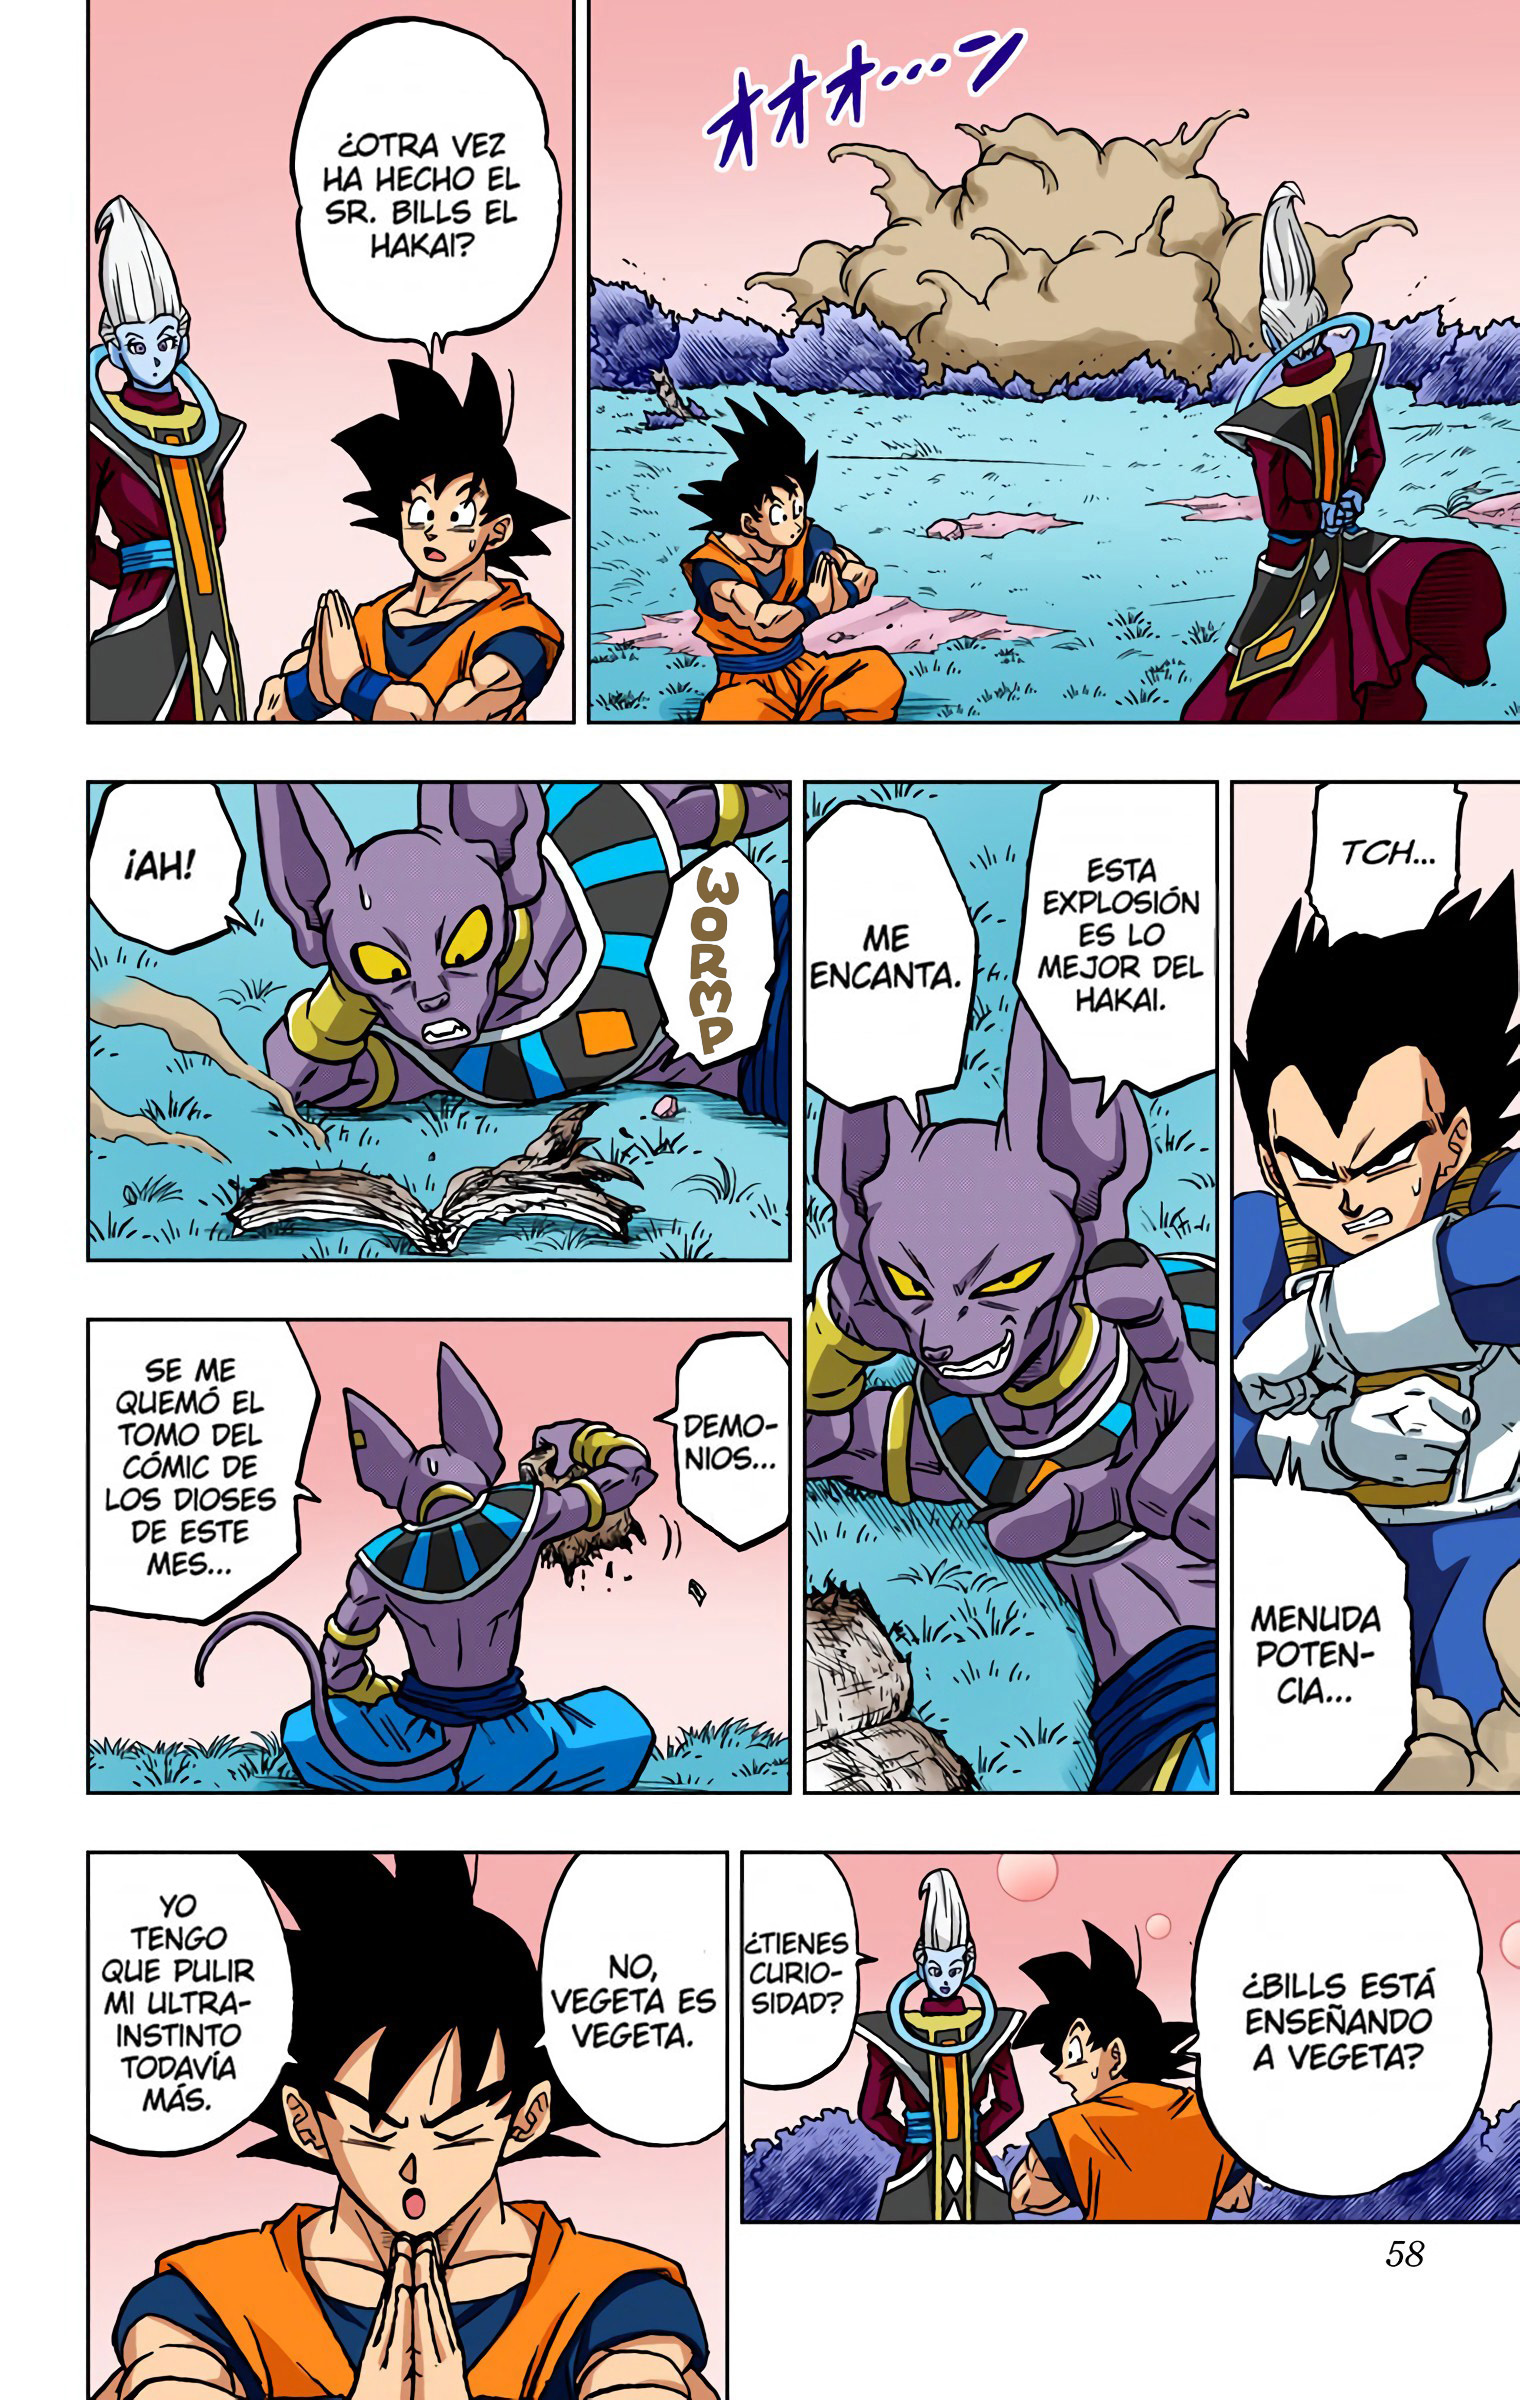 オオオ…ン
¿OTRA VEZ
HA HECHO EL
SR. BILLS EL
HAKAI?
TCH...
MENUDA
POTEN-
CIA...
ESTA
EXPLOSIÓN
ES LO
MEJOR DEL
HAKAI.
ME
ENCANTA.
WORMP
¡AH!
DEMO-
NIOS...
SE ME
QUEMÓ EL
TOMO DEL
CÓMIC DE
LOS DIOSES
DE ESTE
MES...
¿BILLS ESTÁ
ENSEÑANDO
A VEGETA?
¿TIENES
CURIO-
SIDAD?
NO,
VEGETA ES
VEGETA.
YO
TENGO
QUE PULIR
MI ULTRA-
INSTINTO
TODAVÍA
MÁS.
58